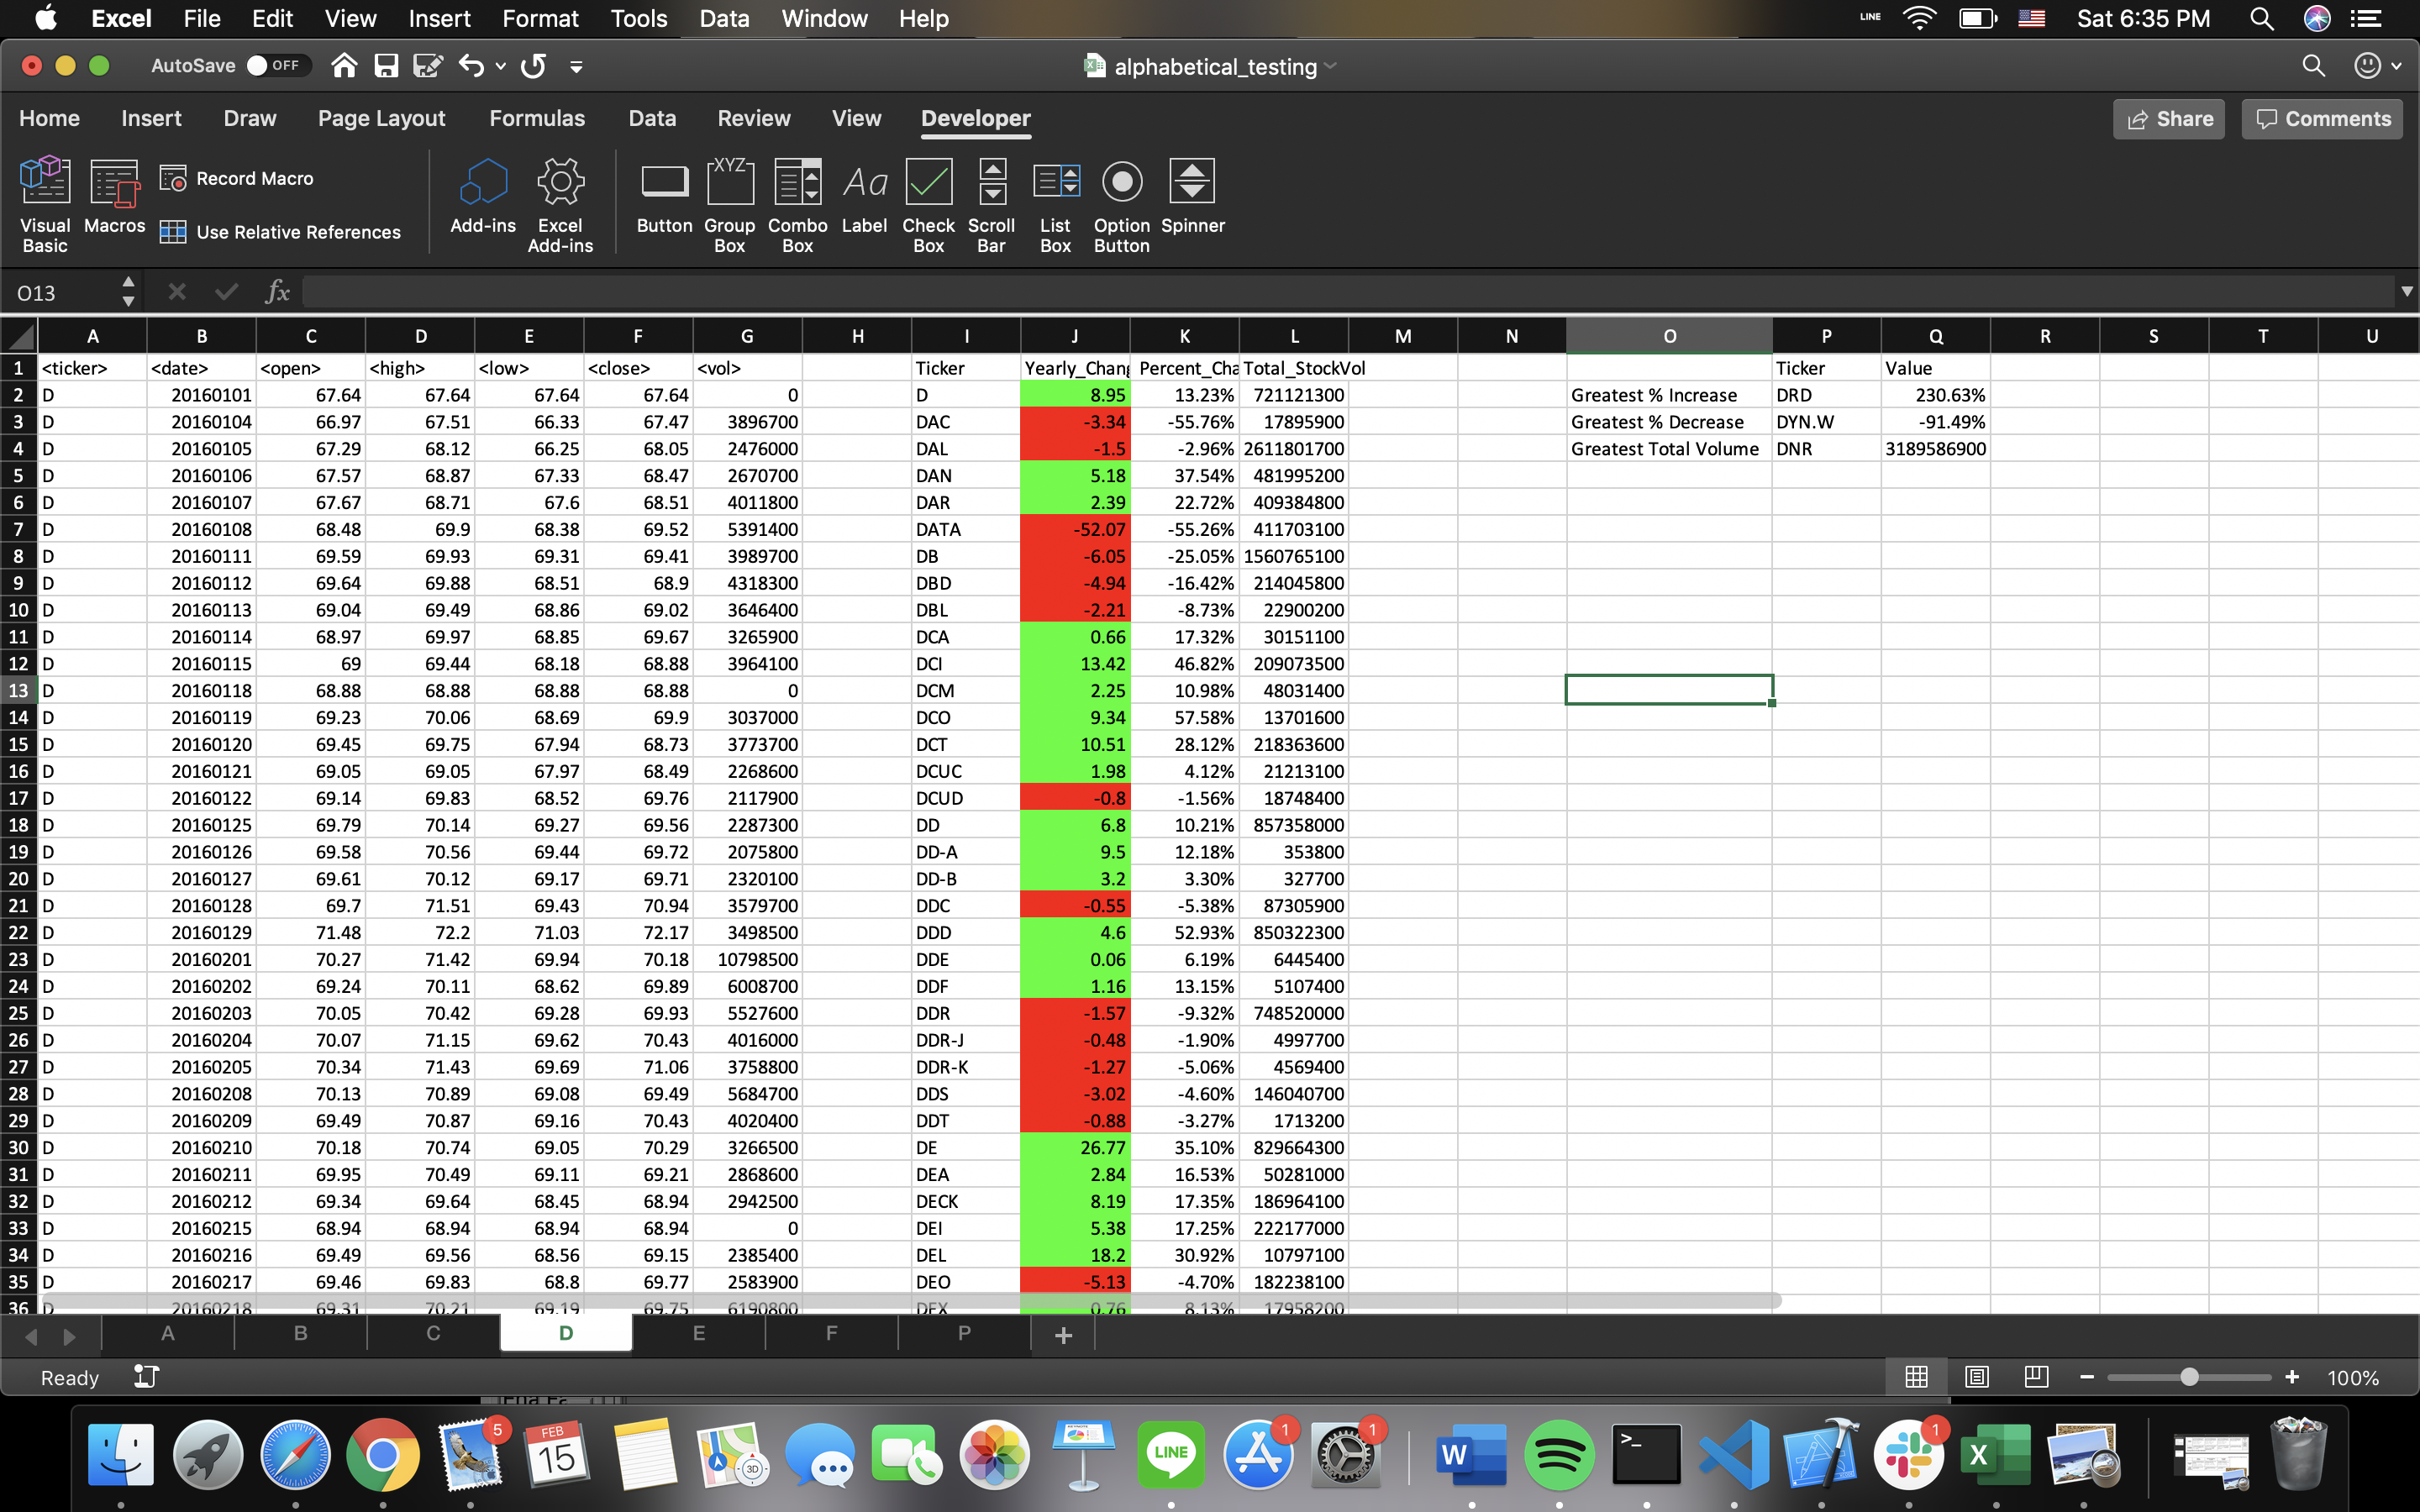 Excel File Edit View Insert Format Tools Data Window Help LINE Sat 6:35 PM
AutoSave OFF alphabetical_testing
Home Insert Draw Page Layout Formulas Data Review View Developer Share Comments
Visual Basic Macros Record Macro Use Relative References Add-ins Excel Add-ins Button XYZ Group Box Combo Box Aa Label Check Box Scroll Bar List Box Option Button Spinner
O13 fx
A B C D E F G H I J K L M N O P Q R S T U
1 <ticker> <date> <open> <high> <low> <close> <vol> Ticker Yearly_Chang Percent_Cha Total_StockVol Ticker Value
2 D 20160101 67.64 67.64 67.64 67.64 0 D 8.95 13.23% 721121300 Greatest % Increase DRD 230.63%
3 D 20160104 66.97 67.51 66.33 67.47 3896700 DAC -3.34 -55.76% 17895900 Greatest % Decrease DYN.W -91.49%
4 D 20160105 67.29 68.12 66.25 68.05 2476000 DAL -1.5 -2.96% 2611801700 Greatest Total Volume DNR 3189586900
5 D 20160106 67.57 68.87 67.33 68.47 2670700 DAN 5.18 37.54% 481995200
6 D 20160107 67.67 68.71 67.6 68.51 4011800 DAR 2.39 22.72% 409384800
7 D 20160108 68.48 69.9 68.38 69.52 5391400 DATA -52.07 -55.26% 411703100
8 D 20160111 69.59 69.93 69.31 69.41 3989700 DB -6.05 -25.05% 1560765100
9 D 20160112 69.64 69.88 68.51 68.9 4318300 DBD -4.94 -16.42% 214045800
10 D 20160113 69.04 69.49 68.86 69.02 3646400 DBL -2.21 -8.73% 22900200
11 D 20160114 68.97 69.97 68.85 69.67 3265900 DCA 0.66 17.32% 30151100
12 D 20160115 69 69.44 68.18 68.88 3964100 DCI 13.42 46.82% 209073500
13 D 20160118 68.88 68.88 68.88 68.88 0 DCM 2.25 10.98% 48031400
14 D 20160119 69.23 70.06 68.69 69.9 3037000 DCO 9.34 57.58% 13701600
15 D 20160120 69.45 69.75 67.94 68.73 3773700 DCT 10.51 28.12% 218363600
16 D 20160121 69.05 69.05 67.97 68.49 2268600 DCUC 1.98 4.12% 21213100
17 D 20160122 69.14 69.83 68.52 69.76 2117900 DCUD -0.8 -1.56% 18748400
18 D 20160125 69.79 70.14 69.27 69.56 2287300 DD 6.8 10.21% 857358000
19 D 20160126 69.58 70.56 69.44 69.72 2075800 DD-A 9.5 12.18% 353800
20 D 20160127 69.61 70.12 69.17 69.71 2320100 DD-B 3.2 3.30% 327700
21 D 20160128 69.7 71.51 69.43 70.94 3579700 DDC -0.55 -5.38% 87305900
22 D 20160129 71.48 72.2 71.03 72.17 3498500 DDD 4.6 52.93% 850322300
23 D 20160201 70.27 71.42 69.94 70.18 10798500 DDE 0.06 6.19% 6445400
24 D 20160202 69.24 70.11 68.62 69.89 6008700 DDF 1.16 13.15% 5107400
25 D 20160203 70.05 70.42 69.28 69.93 5527600 DDR -1.57 -9.32% 748520000
26 D 20160204 70.07 71.15 69.62 70.43 4016000 DDR-J -0.48 -1.90% 4997700
27 D 20160205 70.34 71.43 69.69 71.06 3758800 DDR-K -1.27 -5.06% 4569400
28 D 20160208 70.13 70.89 69.08 69.49 5684700 DDS -3.02 -4.60% 146040700
29 D 20160209 69.49 70.87 69.16 70.43 4020400 DDT -0.88 -3.27% 1713200
30 D 20160210 70.18 70.74 69.05 70.29 3266500 DE 26.77 35.10% 829664300
31 D 20160211 69.95 70.49 69.11 69.21 2868600 DEA 2.84 16.53% 50281000
32 D 20160212 69.34 69.64 68.45 68.94 2942500 DECK 8.19 17.35% 186964100
33 D 20160215 68.94 68.94 68.94 68.94 0 DEI 5.38 17.25% 222177000
34 D 20160216 69.49 69.56 68.56 69.15 2385400 DEL 18.2 30.92% 10797100
35 D 20160217 69.46 69.83 68.8 69.77 2583900 DEO -5.13 -4.70% 182238100
36 D 20160218 69.31 70.21 69.19 69.75 6190800 DEX 0.76 8.13% 17958200
A B C D E F P +
Ready 100%
5 FEB 15 3D LINE 1 1 W >_ 1 X